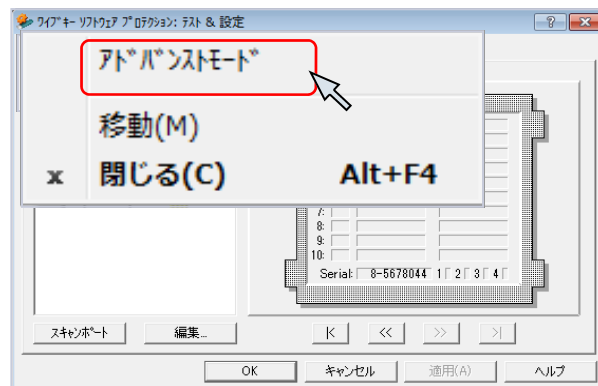 ワイブキー ソフトウェア プロテクション: テスト & 設定
ｱﾄﾞﾊﾞﾝｽﾄﾓｰﾄﾞ
移動(M)
x 閉じる(C) Alt+F4
7:
8:
9:
10:
Serial: 8-5678044 1 2 3 4
ｽｷｬﾝﾎﾟｰﾄ 編集... K << >> >|
OK キャンセル 適用(A) ヘルプ